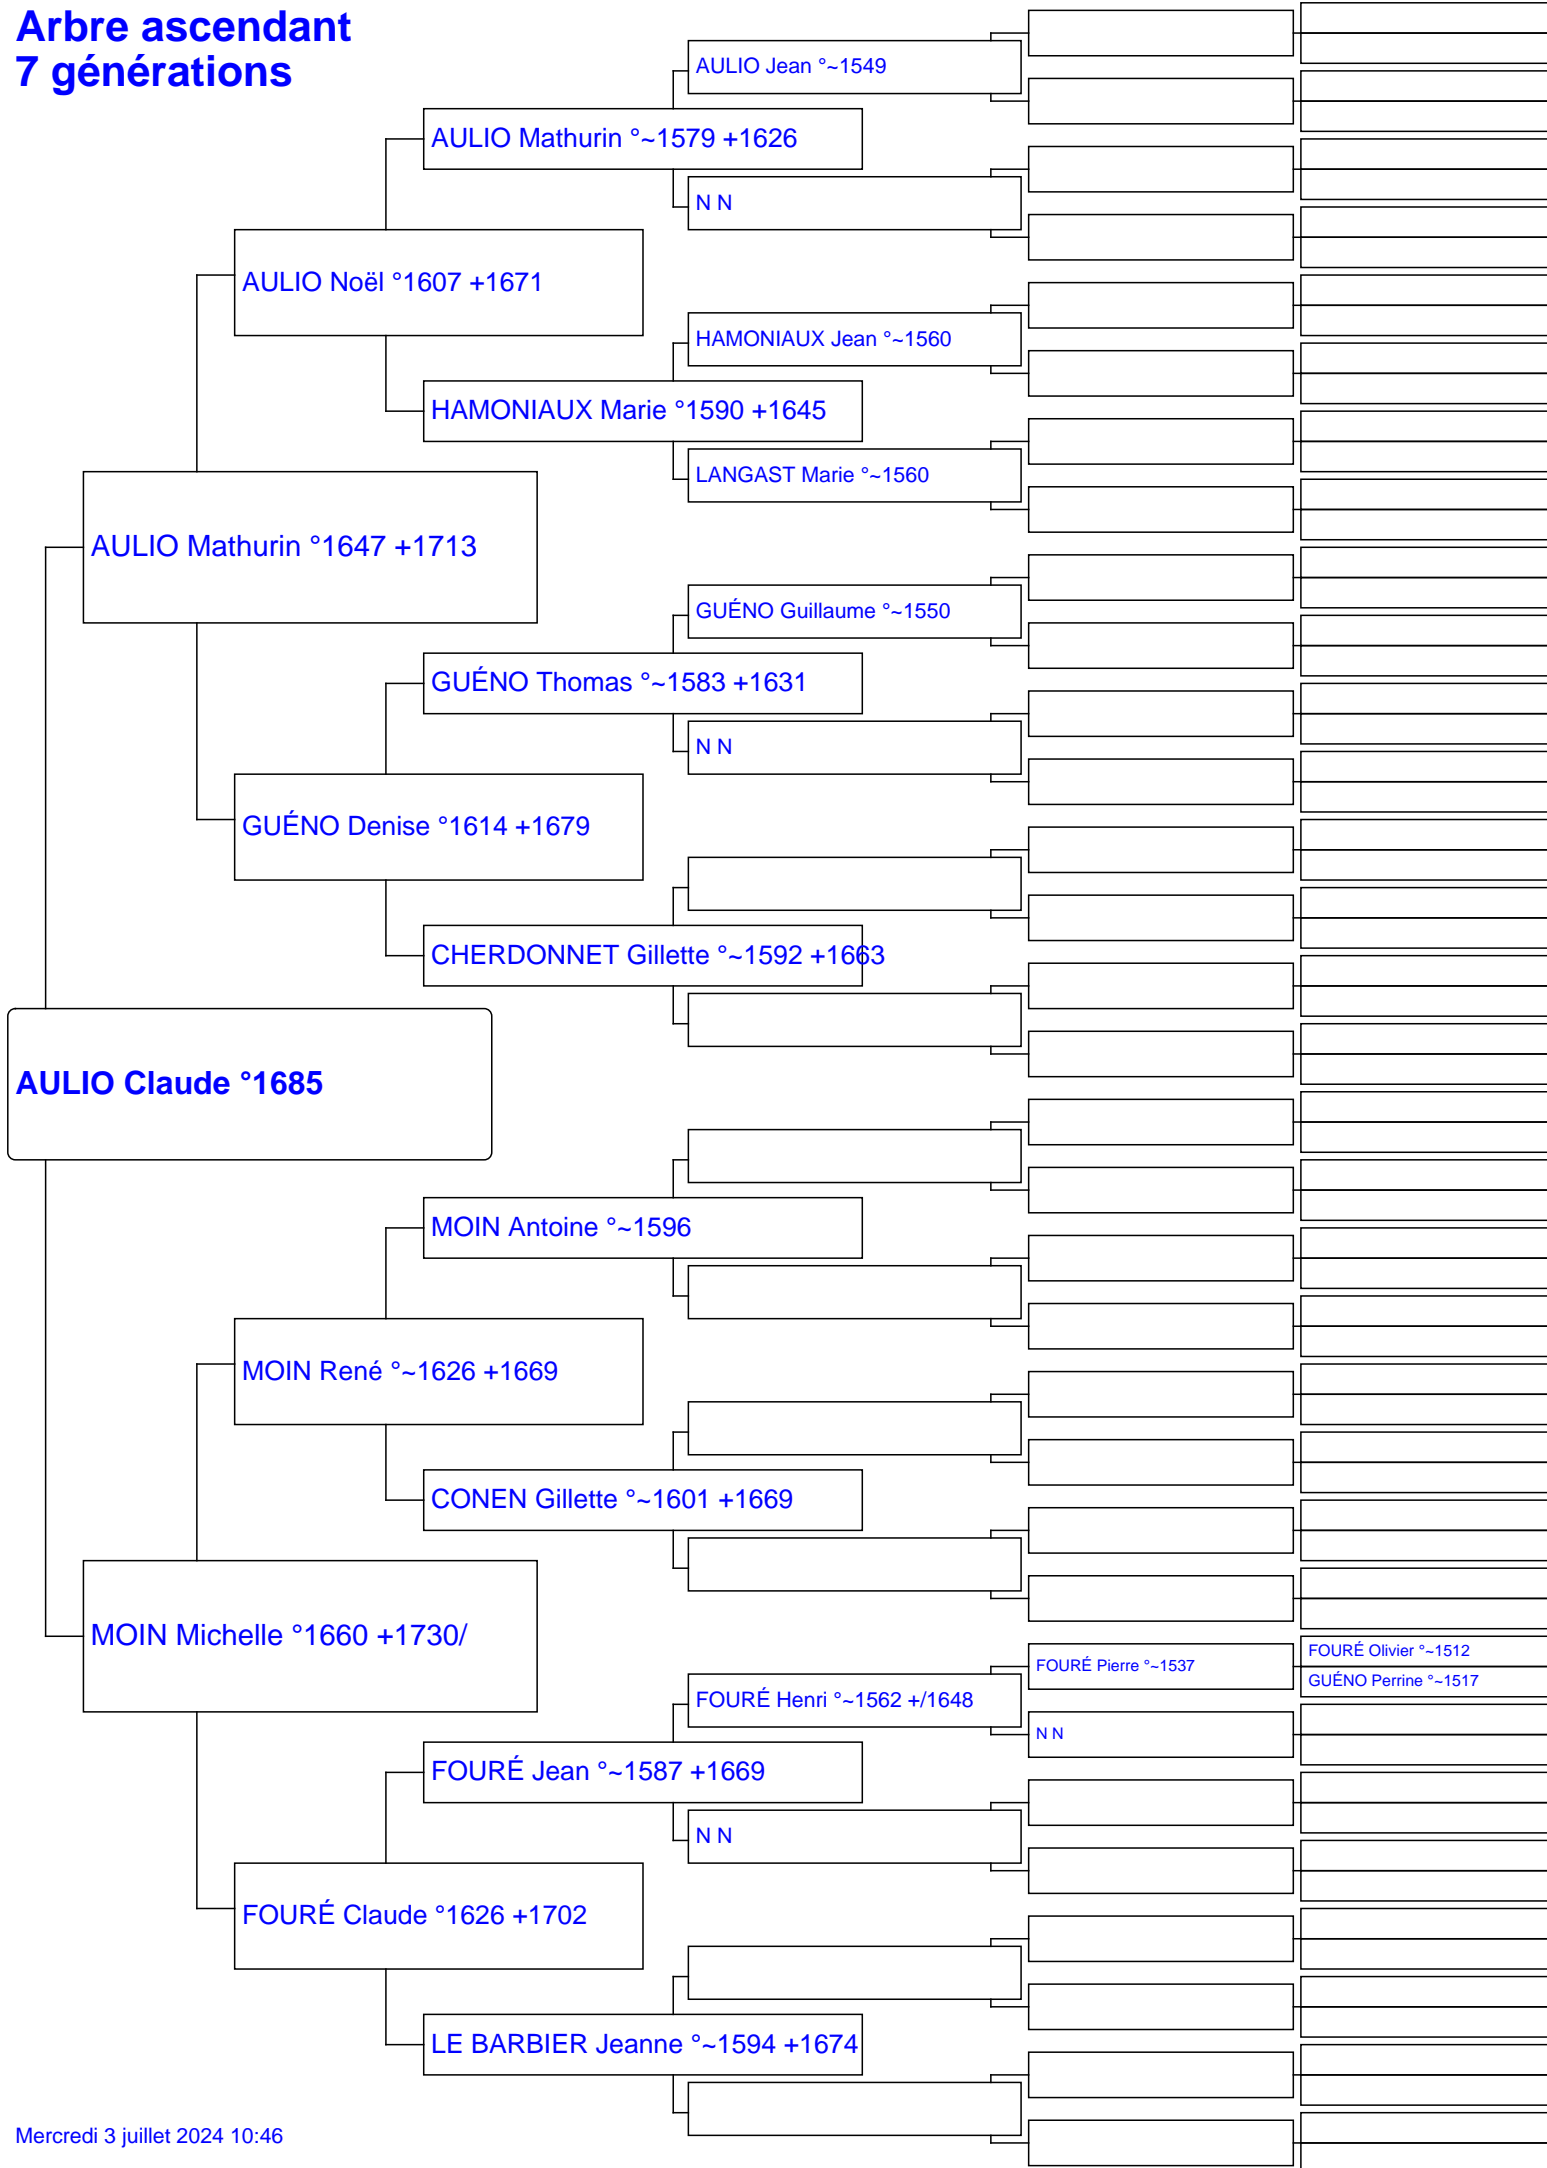 Arbre ascendant
7 générations
AULIO Jean °~1549
AULIO Mathurin °~1579 +1626
N N
AULIO Noël °1607 +1671
HAMONIAUX Jean °~1560
HAMONIAUX Marie °1590 +1645
LANGAST Marie °~1560
AULIO Mathurin °1647 +1713
GUÉNO Guillaume °~1550
GUÉNO Thomas °~1583 +1631
N N
GUÉNO Denise °1614 +1679
CHERDONNET Gillette °~1592 +1663
AULIO Claude °1685
MOIN Antoine °~1596
MOIN René °~1626 +1669
CONEN Gillette °~1601 +1669
MOIN Michelle °1660 +1730/
FOURÉ Olivier °~1512
FOURÉ Pierre °~1537
GUÉNO Perrine °~1517
FOURÉ Henri °~1562 +/1648
N N
FOURÉ Jean °~1587 +1669
N N
FOURÉ Claude °1626 +1702
LE BARBIER Jeanne °~1594 +1674
Mercredi 3 juillet 2024 10:46